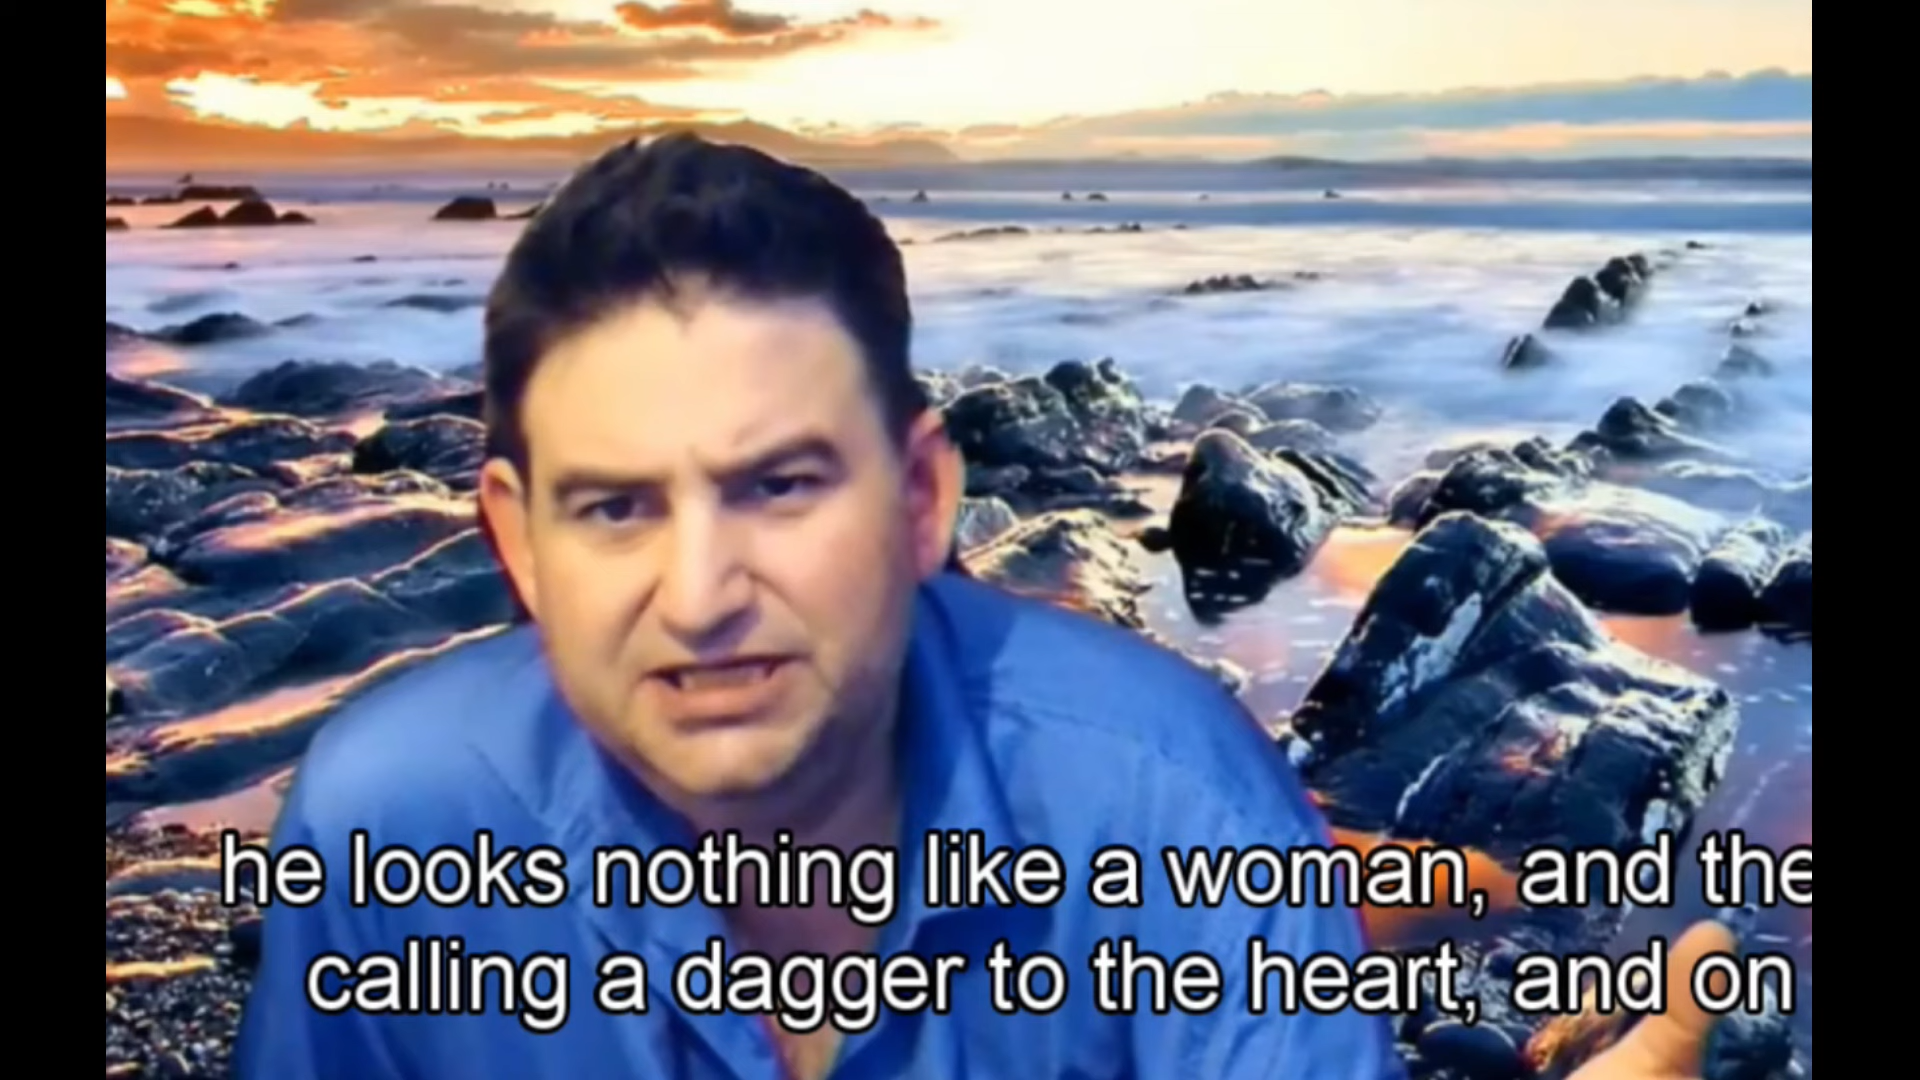 he looks nothing like a woman, and the
calling a dagger to the heart, and on